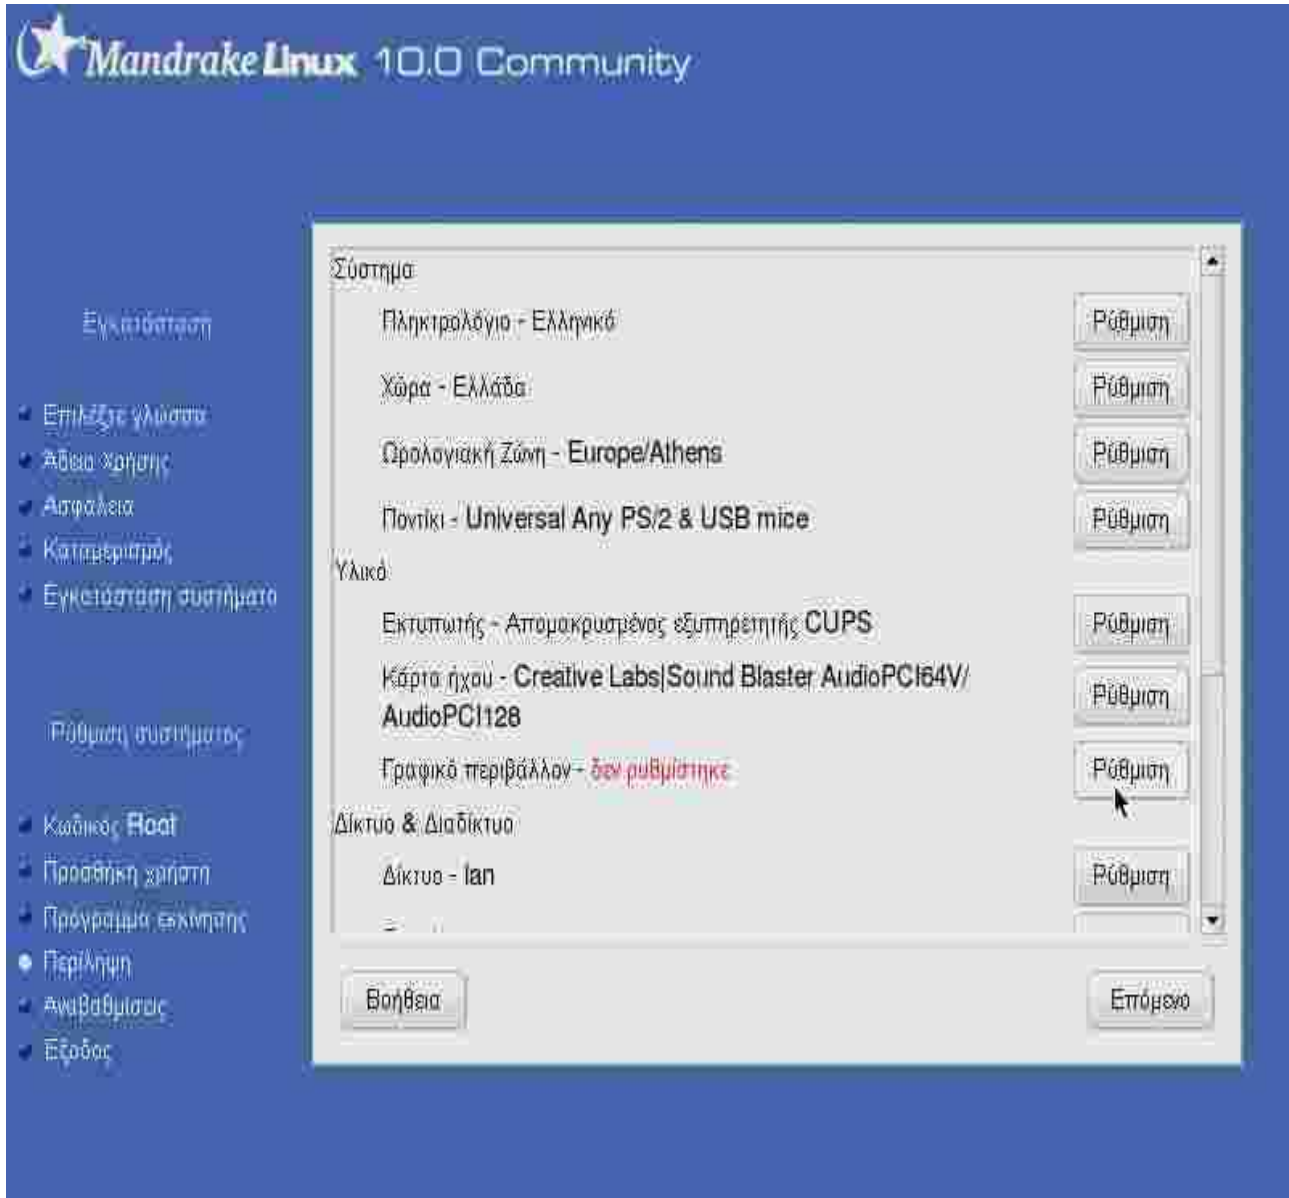 Mandrake Linux 10.0 Community
Εγκατάσταση
Επιλέξτε γλώσσα
Άδεια Χρήσης
Ασφάλεια
Καταμερισμός
Εγκατάσταση συστήματο
Ρύθμιση συστήματος
Κωδικός Root
Προσθήκη χρήστη
Πρόγραμμα εκκίνησης
Περίληψη
Αναβαθμίσεις
Έξοδος
Σύστημα
Πληκτρολόγιο - Ελληνικό Ρύθμιση
Χώρα - Ελλάδα Ρύθμιση
Ωρολογιακή Ζώνη - Europe/Athens Ρύθμιση
Ποντίκι - Universal Any PS/2 & USB mice Ρύθμιση
Υλικό
Εκτυπωτής - Απομακρυσμένος εξυπηρετητής CUPS Ρύθμιση
Κάρτα ήχου - Creative Labs|Sound Blaster AudioPCI64V/
AudioPCI128 Ρύθμιση
Γραφικό περιβάλλον - δεν ρυθμίστηκε Ρύθμιση
Δίκτυο & Διαδίκτυο
Δίκτυο - lan Ρύθμιση
Βοήθεια Επόμενο